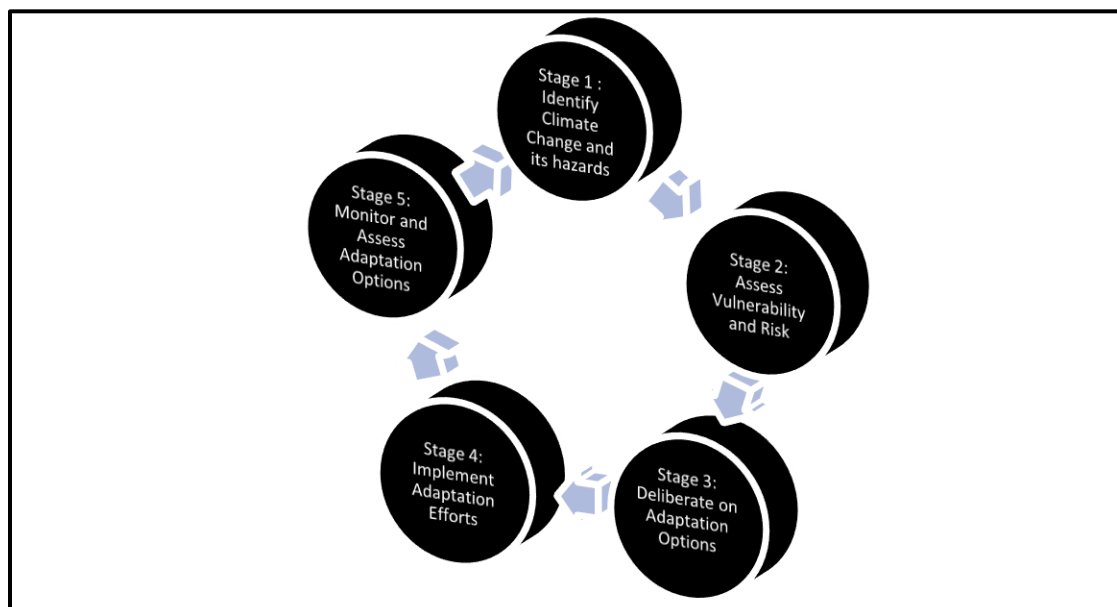 Stage 1 :
Identify
Climate
Change and
its hazards
Stage 2:
Assess
Vulnerability
and Risk
Stage 3:
Deliberate on
Adaptation
Options
Stage 4:
Implement
Adaptation
Efforts
Stage 5:
Monitor and
Assess
Adaptation
Options